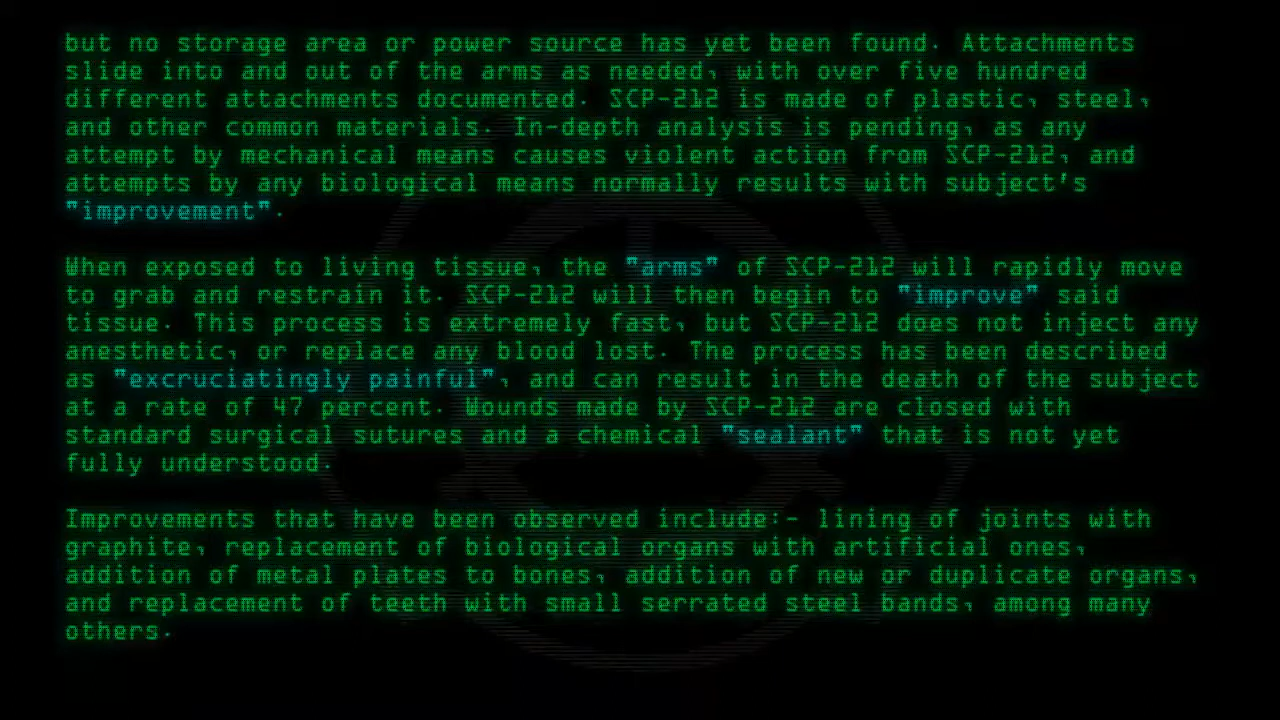 but no storage area or power source has yet been found. Attachments
slide into and out of the arms as needed, with over five hundred
different attachments documented. SCP-212 is made of plastic, steel,
and other common materials. In-depth analysis is pending, as any
attempt by mechanical means causes violent action from SCP-212, and
attempts by any biological means normally results with subject's
"improvement".
When exposed to living tissue, the "arms" of SCP-212 will rapidly move
to grab and restrain it. SCP-212 will then begin to "improve" said
tissue. This process is extremely fast, but SCP-212 does not inject any
anesthetic, or replace any blood lost. The process has been described
as "excruciatingly painful", and can result in the death of the subject
at a rate of 47 percent. Wounds made by SCP-212 are closed with
standard surgical sutures and a chemical "sealant" that is not yet
fully understood.
Improvements that have been observed include:- lining of joints with
graphite, replacement of biological organs with artificial ones,
addition of metal plates to bones, addition of new or duplicate organs,
and replacement of teeth with small serrated steel bands, among many
others.